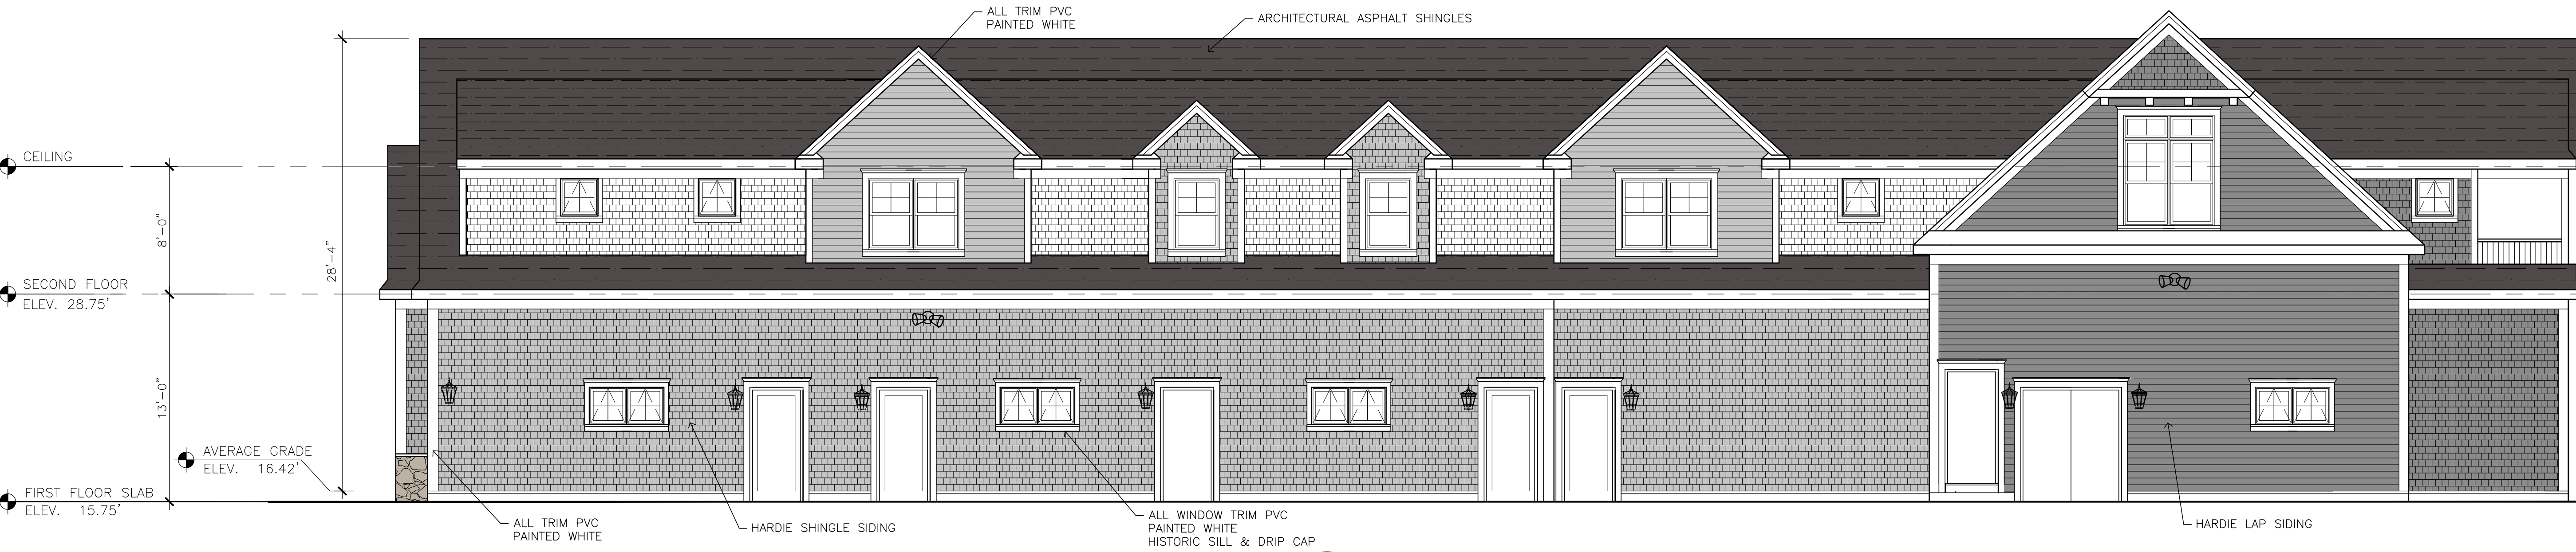 ALL TRIM PVC
PAINTED WHITE
ARCHITECTURAL ASPHALT SHINGLES
CEILING
8'-0"
28'-4"
SECOND FLOOR
ELEV. 28.75'
13'-0"
AVERAGE GRADE
ELEV. 16.42'
FIRST FLOOR SLAB
ELEV. 15.75'
ALL TRIM PVC
PAINTED WHITE
HARDIE SHINGLE SIDING
ALL WINDOW TRIM PVC
PAINTED WHITE
HISTORIC SILL & DRIP CAP
HARDIE LAP SIDING